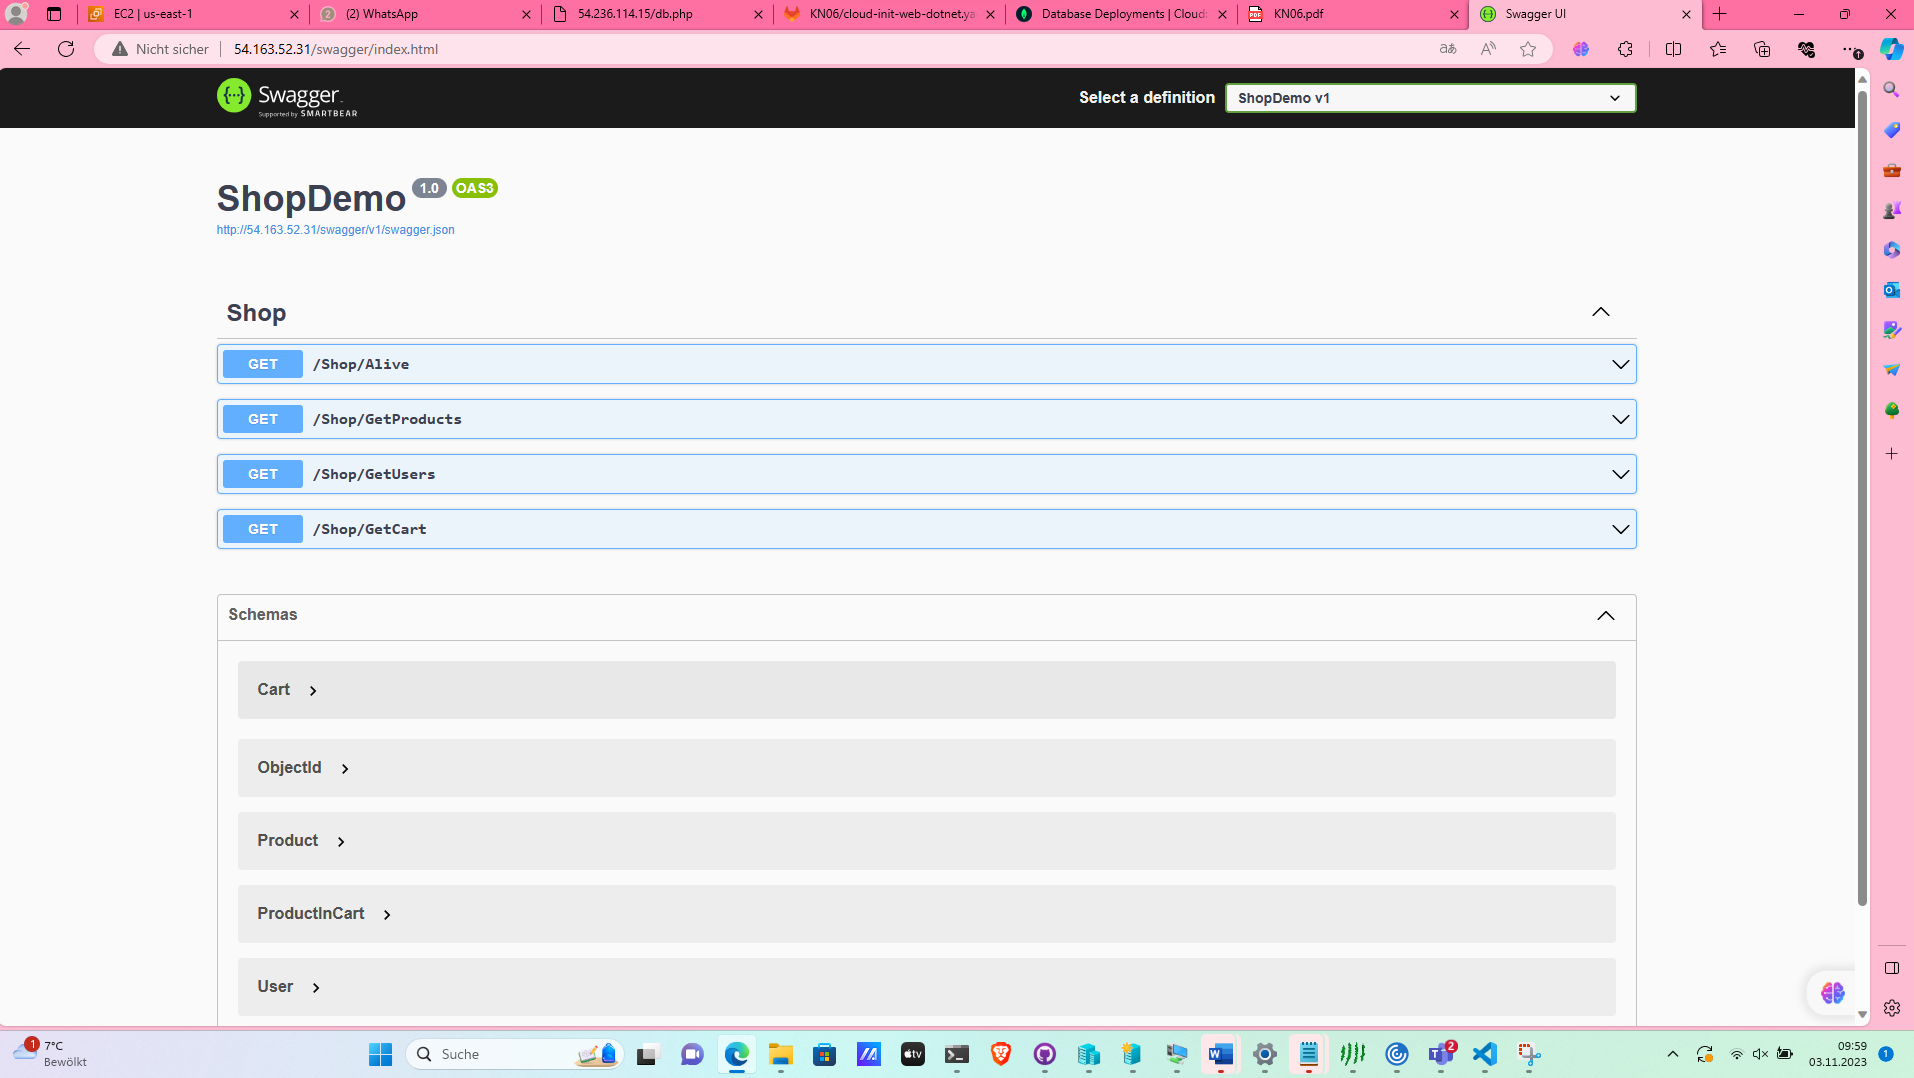 EC2 | us-east-1
(2) WhatsApp
54.236.114.15/db.php
KN06/cloud-init-web-dotnet.ya
Database Deployments | Cloud:
KN06.pdf
Swagger UI
Nicht sicher
54.163.52.31/swagger/index.html
Swagger
Supported by SMARTBEAR
Select a definition
ShopDemo v1
ShopDemo 1.0 OAS3
http://54.163.52.31/swagger/v1/swagger.json
Shop
GET /Shop/Alive
GET /Shop/GetProducts
GET /Shop/GetUsers
GET /Shop/GetCart
Schemas
Cart
ObjectId
Product
ProductInCart
User
1
7°C
Bewölkt
Suche
2
09:59
03.11.2023
1